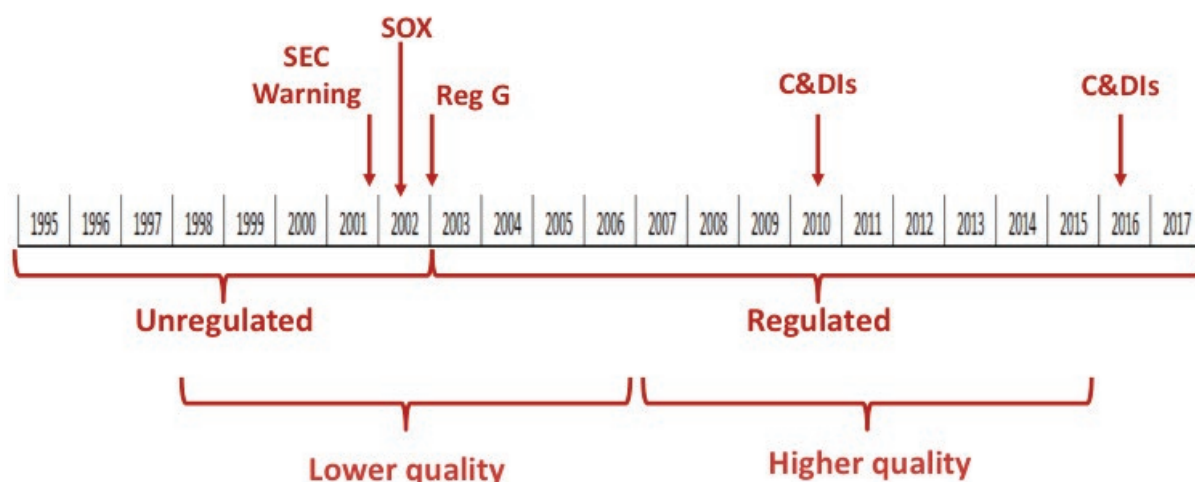 SOX
SEC
Warning
Reg G
C&DIs
C&DIs
1995 1996 1997 1998 1999 2000 2001 2002 2003 2004 2005 2006 2007 2008 2009 2010 2011 2012 2013 2014 2015 2016 2017
Unregulated
Regulated
Lower quality
Higher quality